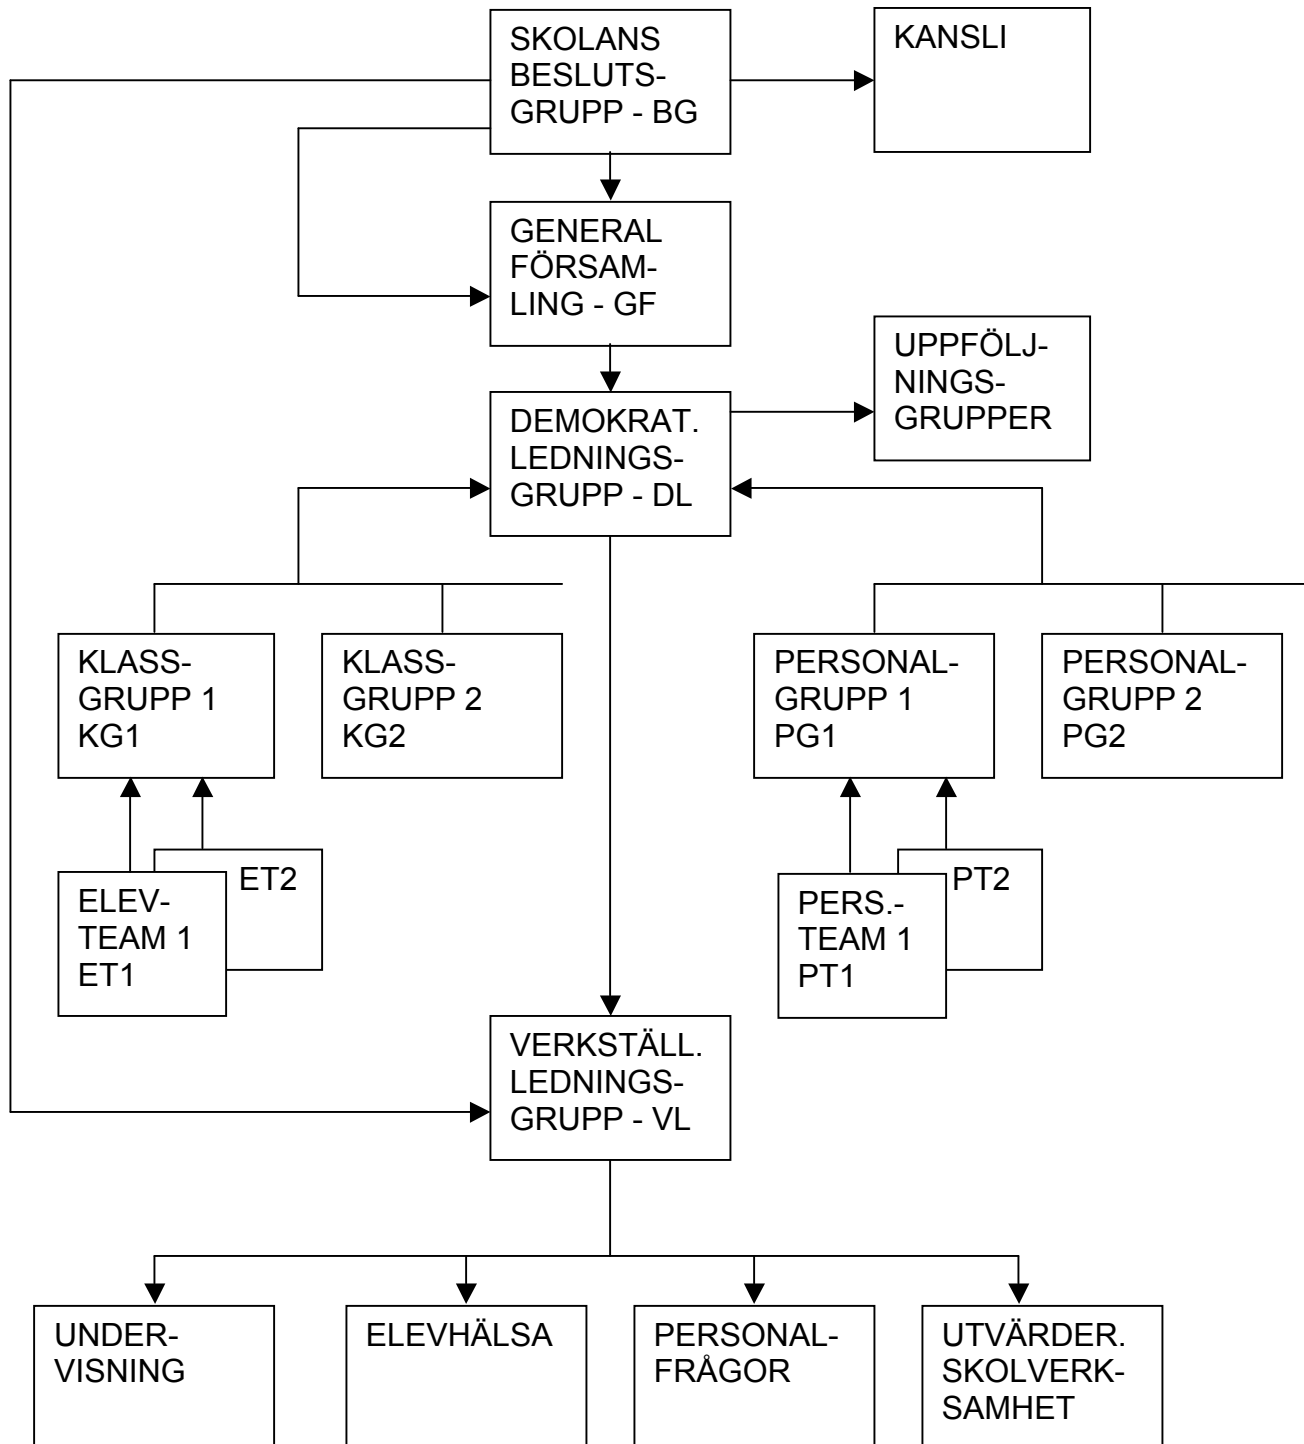 SKOLANS
BESLUTS-
GRUPP - BG
KANSLI
GENERAL
FÖRSAM-
LING - GF
UPPFÖLJ-
NINGS-
GRUPPER
DEMOKRAT.
LEDNINGS-
GRUPP - DL
KLASS-
GRUPP 1
KG1
KLASS-
GRUPP 2
KG2
PERSONAL-
GRUPP 1
PG1
PERSONAL-
GRUPP 2
PG2
ET2
ELEV-
TEAM 1
ET1
PT2
PERS.-
TEAM 1
PT1
VERKSTÄLL.
LEDNINGS-
GRUPP - VL
UNDER-
VISNING
ELEVHÄLSA
PERSONAL-
FRÅGOR
UTVÄRDER.
SKOLVERK-
SAMHET